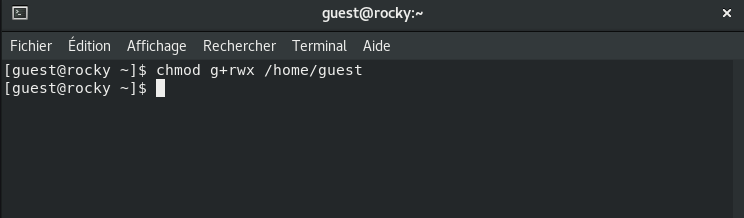 guest@rocky:~
Fichier Édition Affichage Rechercher Terminal Aide
[guest@rocky ~]$ chmod g+rwx /home/guest
[guest@rocky ~]$